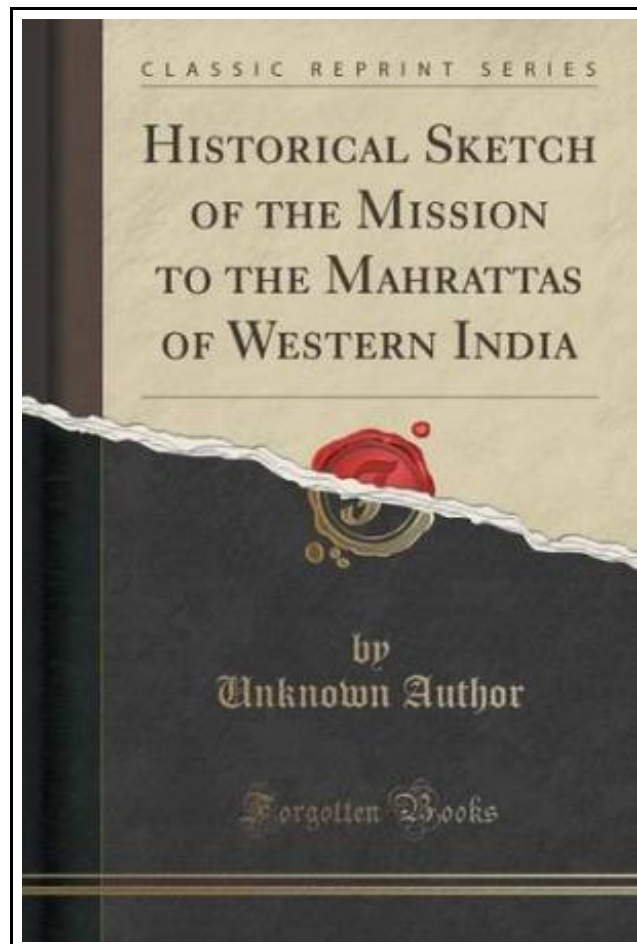 CLASSIC REPRINT SERIES
HISTORICAL SKETCH
OF THE MISSION
TO THE MAHRATTAS
OF WESTERN INDIA
by
Unknown Author
Forgotten Books